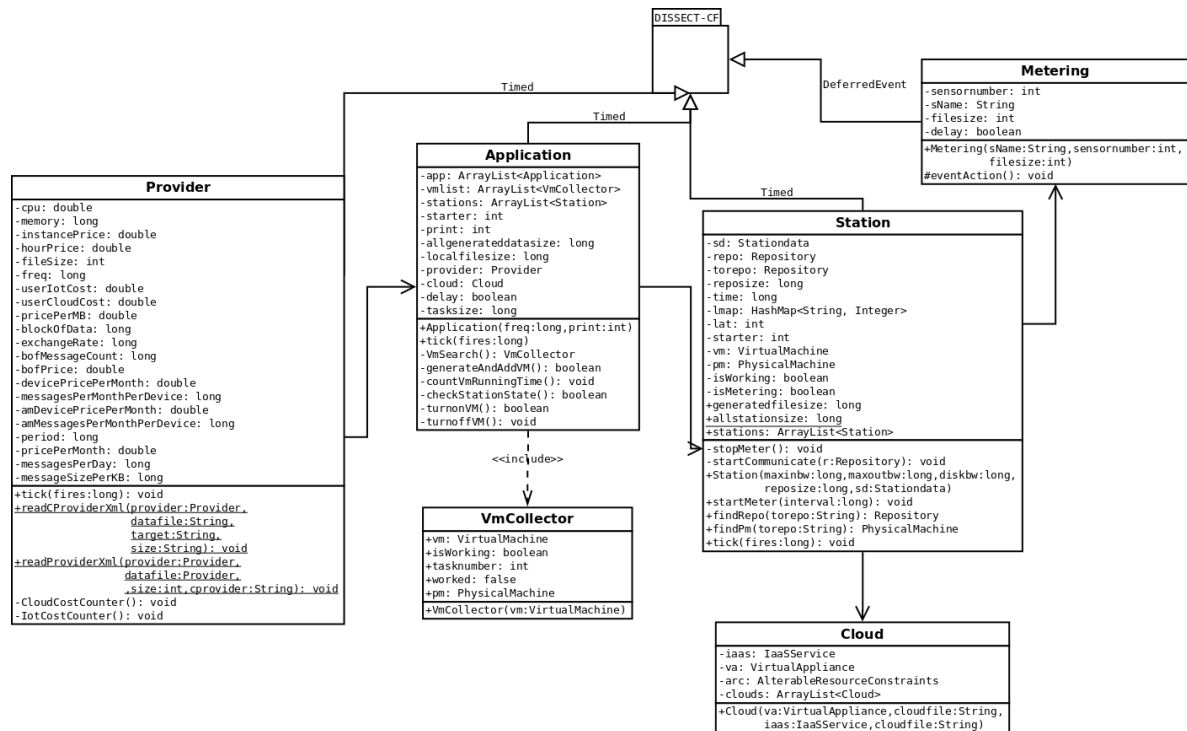 DISSECT-CF
Timed
Timed
DeferredEvent
Timed
Metering
-sensornumber: int
-sName: String
-filesize: int
-delay: boolean
+Metering(sName:String,sensornumber:int,
filesize:int)
#eventAction(): void
Application
-app: ArrayList<Application>
-vmlist: ArrayList<VmCollector>
-stations: ArrayList<Station>
-starter: int
-print: int
-allgenerateddatasize: long
-localfilesize: long
-provider: Provider
-cloud: Cloud
-delay: boolean
-tasksize: long
+Application(freq:long,print:int)
+tick(fires:long)
-VmSearch(): VmCollector
-generateAndAddVM(): boolean
-countVmRunningTime(): void
-checkStationState(): boolean
-turnonVM(): boolean
-turnoffVM(): void
<<include>>
Provider
-cpu: double
-memory: long
-instancePrice: double
-hourPrice: double
-fileSize: int
-freq: long
-userIotCost: double
-userCloudCost: double
-pricePerMB: double
-blockOfData: long
-exchangeRate: long
-bofMessageCount: long
-bofPrice: double
-devicePricePerMonth: double
-messagesPerMonthPerDevice: long
-amDevicePricePerMonth: double
-amMessagesPerMonthPerDevice: long
-period: long
-pricePerMonth: double
-messagesPerDay: long
-messageSizePerKB: long
+tick(fires:long): void
+readCProviderXml(provider:Provider,
datafile:String,
target:String,
size:String): void
+readProviderXml(provider:Provider,
datafile:Provider,
,size:int,cprovider:String): void
-CloudCostCounter(): void
-IotCostCounter(): void
Station
-sd: Stationdata
-repo: Repository
-torepo: Repository
-reposize: long
-time: long
-lmap: HashMap<String, Integer>
-lat: int
-starter: int
-vm: VirtualMachine
-pm: PhysicalMachine
-isWorking: boolean
-isMetering: boolean
+generatedfilesize: long
+allstationsize: long
+stations: ArrayList<Station>
-stopMeter(): void
-startCommunicate(r:Repository): void
+Station(maxinbw:long,maxoutbw:long,diskbw:long,
reposize:long,sd:Stationdata)
+startMeter(interval:long): void
+findRepo(torepo:String): Repository
+findPm(torepo:String): PhysicalMachine
+tick(fires:long): void
VmCollector
+vm: VirtualMachine
+isWorking: boolean
+tasknumber: int
+worked: false
+pm: PhysicalMachine
+VmCollector(vm:VirtualMachine)
Cloud
-iaas: IaaSService
-va: VirtualAppliance
-arc: AlterableResourceConstraints
-clouds: ArrayList<Cloud>
+Cloud(va:VirtualAppliance,cloudfile:String,
iaas:IaaSService,cloudfile:String)